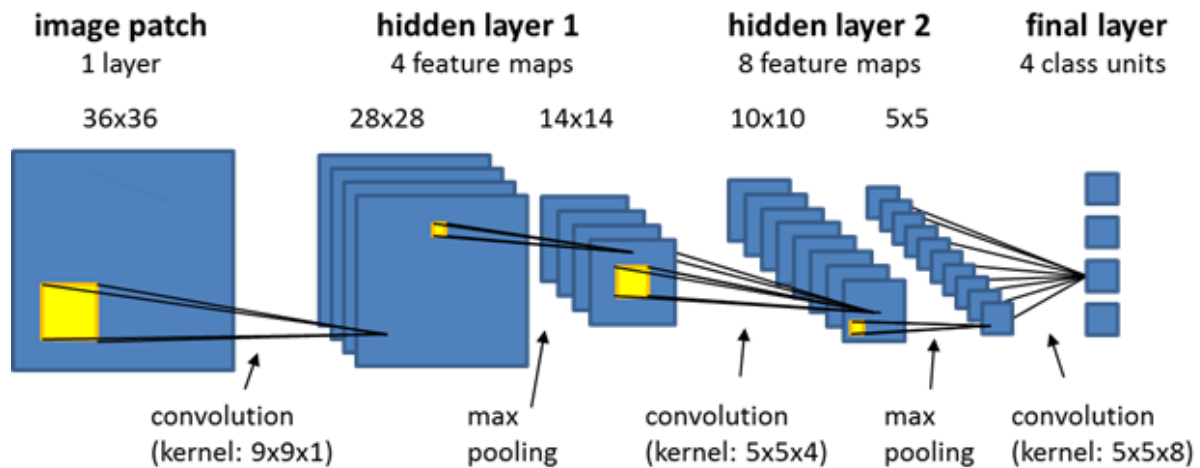 image patch
1 layer
36x36
hidden layer 1
4 feature maps
28x28
14x14
hidden layer 2
8 feature maps
10x10
5x5
final layer
4 class units
convolution
(kernel: 9x9x1)
max
pooling
convolution
(kernel: 5x5x4)
max
pooling
convolution
(kernel: 5x5x8)